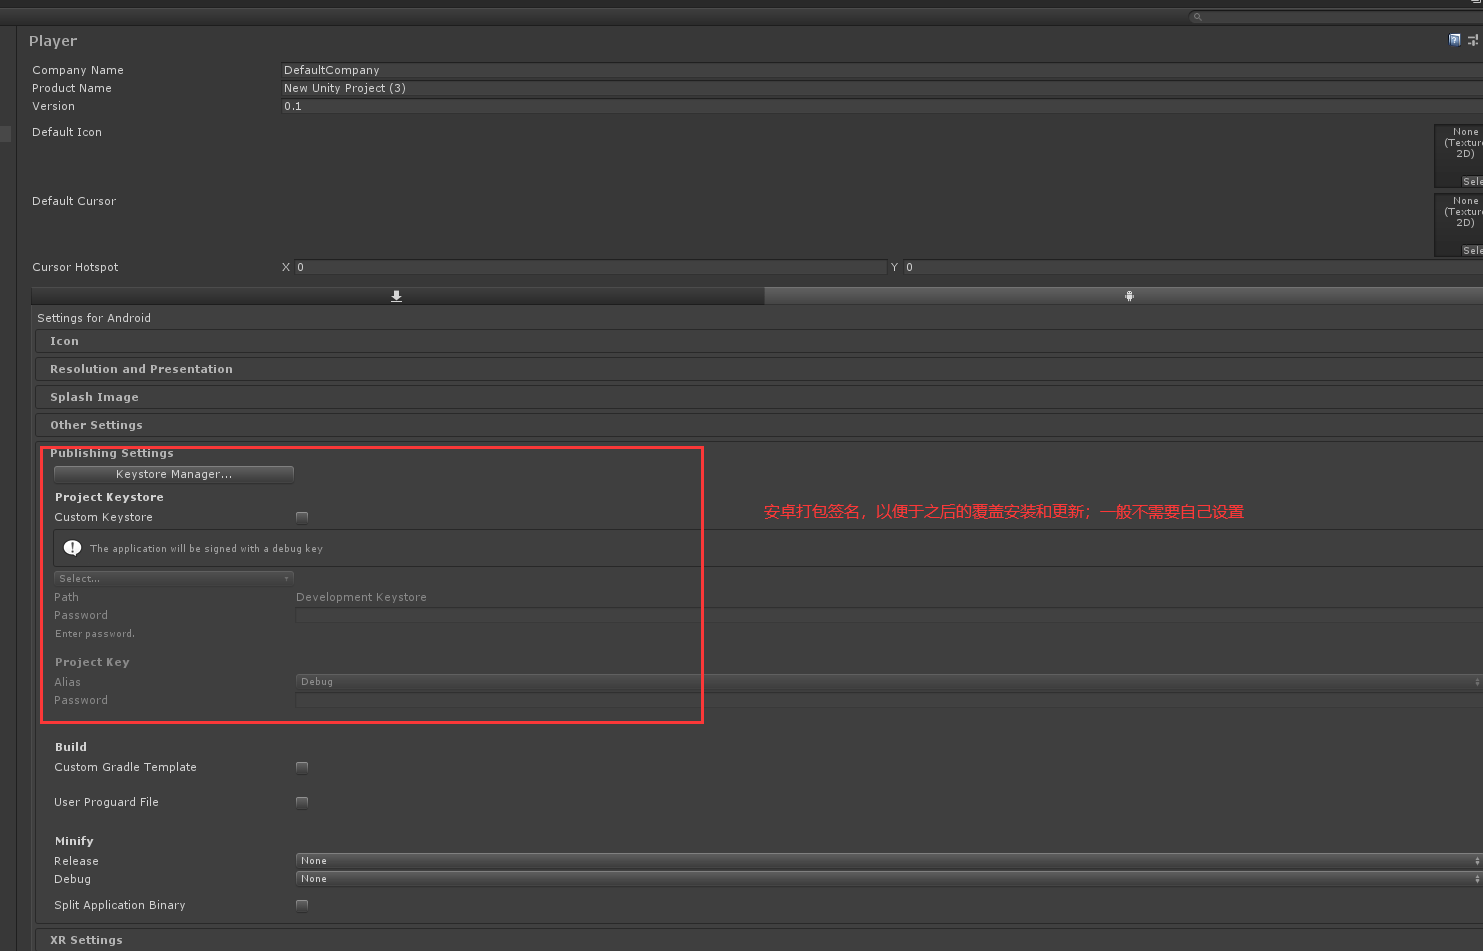 Player
Company Name DefaultCompany
Product Name New Unity Project (3)
Version 0.1
Default Icon
None
(Textur
2D)
Sele
Default Cursor
None
(Textur
2D)
Sele
Cursor Hotspot X 0 Y 0
Settings for Android
Icon
Resolution and Presentation
Splash Image
Other Settings
Publishing Settings
Keystore Manager...
Project Keystore
Custom Keystore
安卓打包签名，以便于之后的覆盖安装和更新；一般不需要自己设置
The application will be signed with a debug key
Select...
Path Development Keystore
Password
Enter password.
Project Key
Alias Debug
Password
Build
Custom Gradle Template
User Proguard File
Minify
Release None
Debug None
Split Application Binary
XR Settings